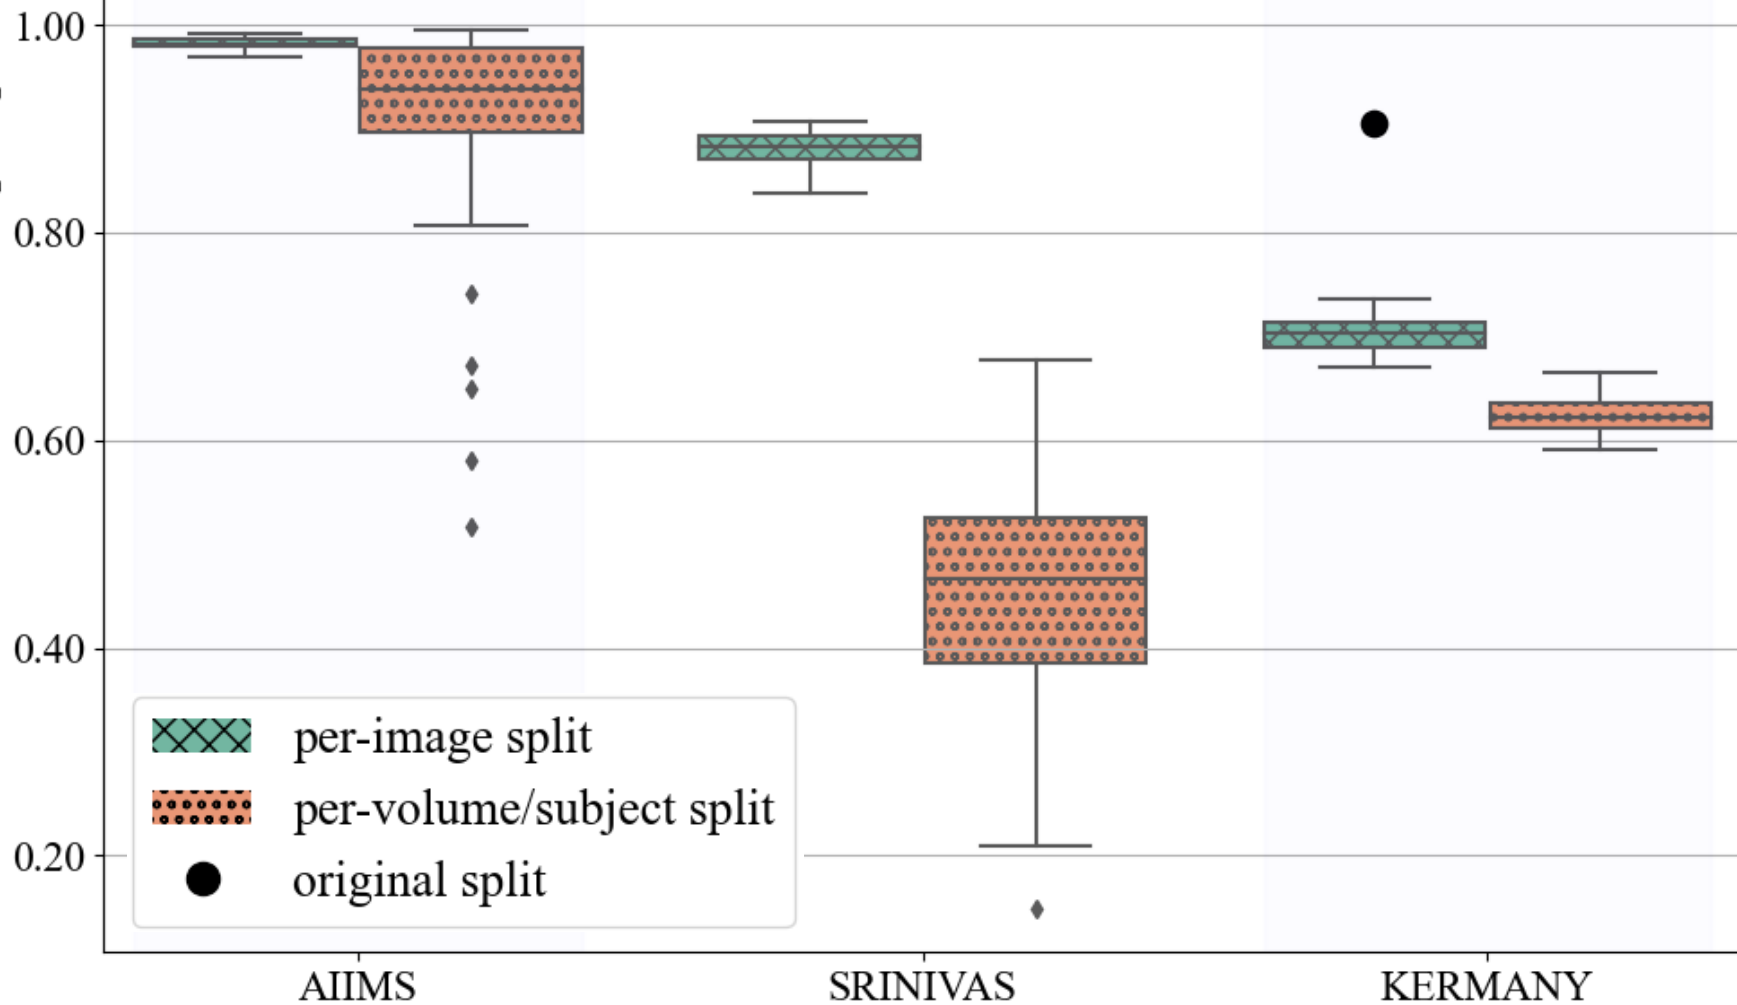 1.00
0.80
0.60
0.40
0.20
per-image split
per-volume/subject split
original split
AIIMS SRINIVAS KERMANY